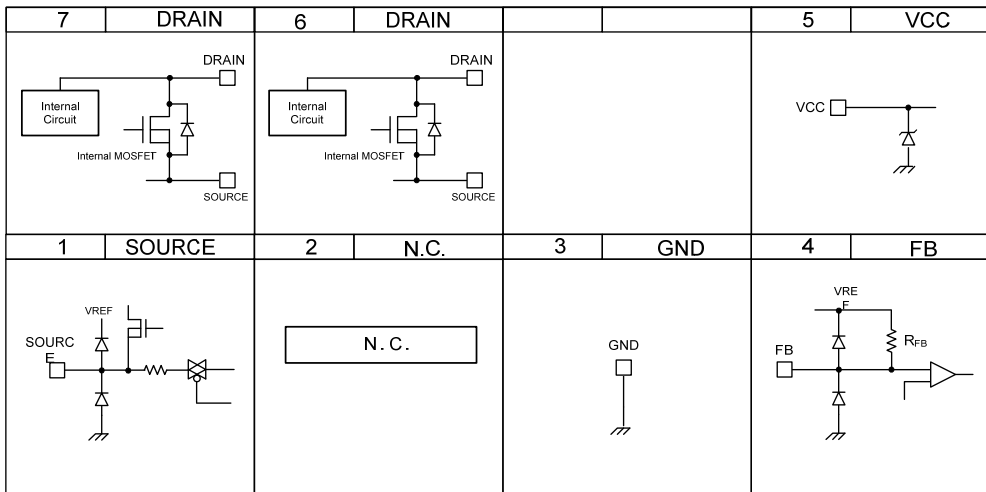 7 DRAIN 6 DRAIN 5 VCC
DRAIN
Internal
Circuit
Internal MOSFET
SOURCE
DRAIN
Internal
Circuit
Internal MOSFET
SOURCE
VCC
1 SOURCE 2 N.C. 3 GND 4 FB
VREF
SOURC
E
N.C.
GND
VRE
F
FB
RFB